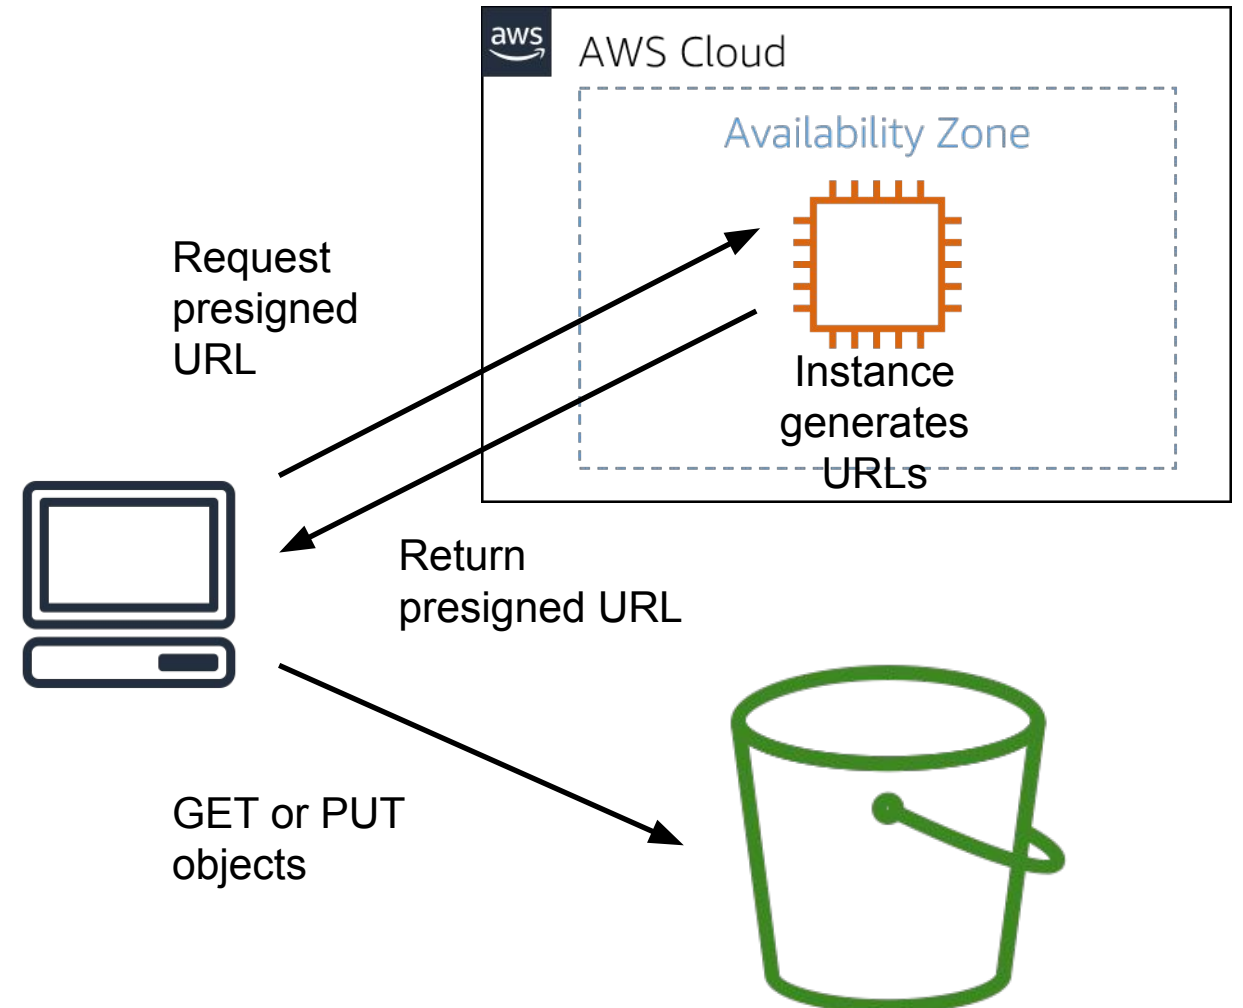 aws
AWS Cloud
Availability Zone
Request
presigned
URL
Instance
generates
URLs
Return
presigned URL
GET or PUT
objects